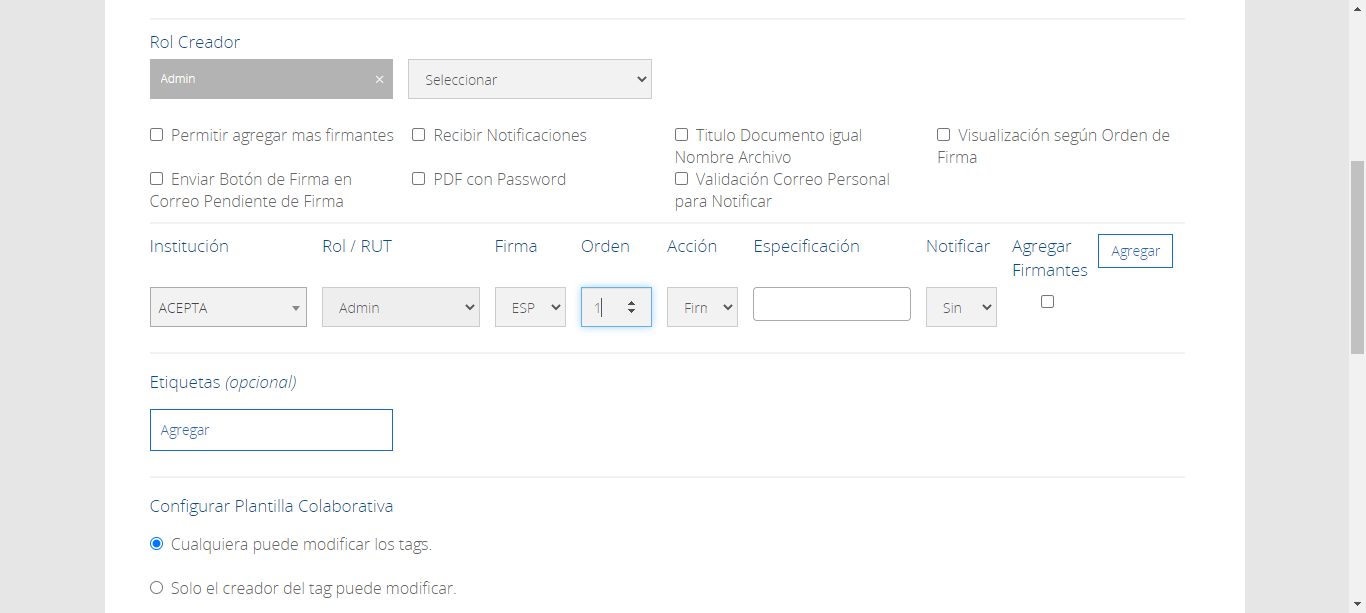 Rol Creador
Admin ×
Seleccionar
Permitir agregar mas firmantes
Recibir Notificaciones
Titulo Documento igual
Nombre Archivo
Visualización según Orden de
Firma
Enviar Botón de Firma en
Correo Pendiente de Firma
PDF con Password
Validación Correo Personal
para Notificar
Institución
Rol / RUT
Firma
Orden
Acción
Especificación
Notificar
Agregar
Firmantes
Agregar
ACEPTA
Admin
ESP
1
Firn
Sin
Etiquetas (opcional)
Agregar
Configurar Plantilla Colaborativa
Cualquiera puede modificar los tags.
Solo el creador del tag puede modificar.